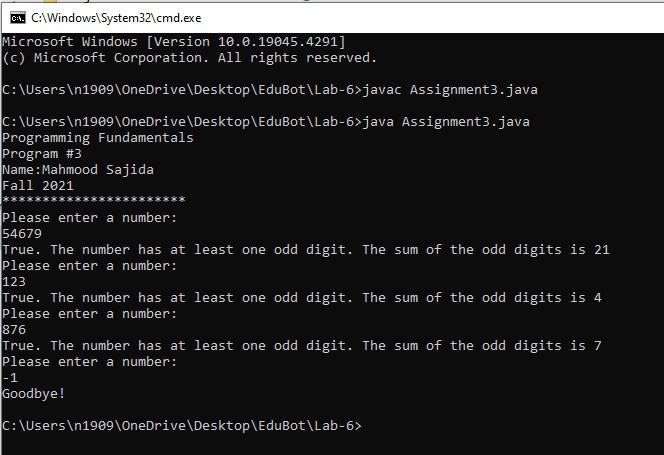 C:\Windows\System32\cmd.exe
Microsoft Windows [Version 10.0.19045.4291]
(c) Microsoft Corporation. All rights reserved.
C:\Users\n1909\OneDrive\Desktop\EduBot\Lab-6>javac Assignment3.java
C:\Users\n1909\OneDrive\Desktop\EduBot\Lab-6>java Assignment3.java
Programming Fundamentals
Program #3
Name:Mahmood Sajida
Fall 2021
***********************
Please enter a number:
54679
True. The number has at least one odd digit. The sum of the odd digits is 21
Please enter a number:
123
True. The number has at least one odd digit. The sum of the odd digits is 4
Please enter a number:
876
True. The number has at least one odd digit. The sum of the odd digits is 7
Please enter a number:
-1
Goodbye!
C:\Users\n1909\OneDrive\Desktop\EduBot\Lab-6>